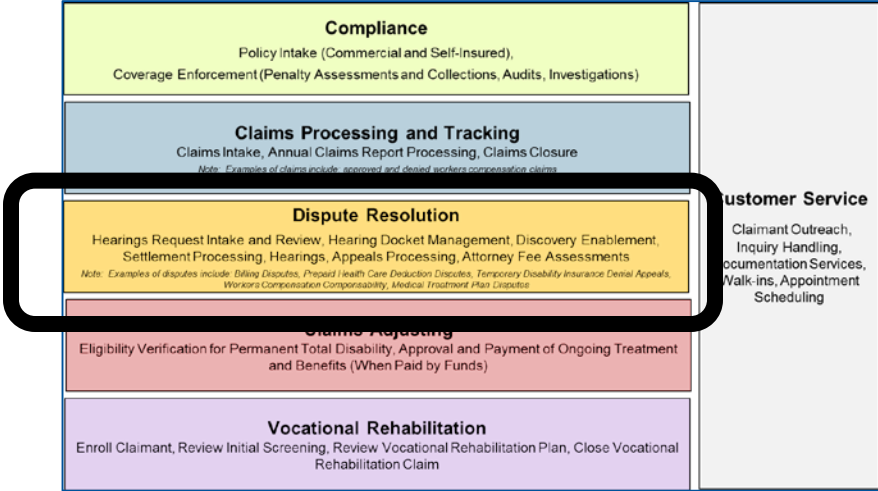 Compliance
Policy Intake (Commercial and Self-Insured),
Coverage Enforcement (Penalty Assessments and Collections, Audits, Investigations)
Claims Processing and Tracking
Claims Intake, Annual Claims Report Processing, Claims Closure
Note: Examples of claims include: approved and denied workers compensation claims
Dispute Resolution
Hearings Request Intake and Review, Hearing Docket Management, Discovery Enablement,
Settlement Processing, Hearings, Appeals Processing, Attorney Fee Assessments
Note: Examples of disputes include: Billing Disputes, Prepaid Health Care Deduction Disputes, Temporary Disability Insurance Denial Appeals,
Workers Compensation Compensability, Medical Treatment Plan Disputes
Claims Adjusting
Eligibility Verification for Permanent Total Disability, Approval and Payment of Ongoing Treatment
and Benefits (When Paid by Funds)
Vocational Rehabilitation
Enroll Claimant, Review Initial Screening, Review Vocational Rehabilitation Plan, Close Vocational
Rehabilitation Claim
Customer Service
Claimant Outreach,
Inquiry Handling,
Documentation Services,
Walk-ins, Appointment
Scheduling